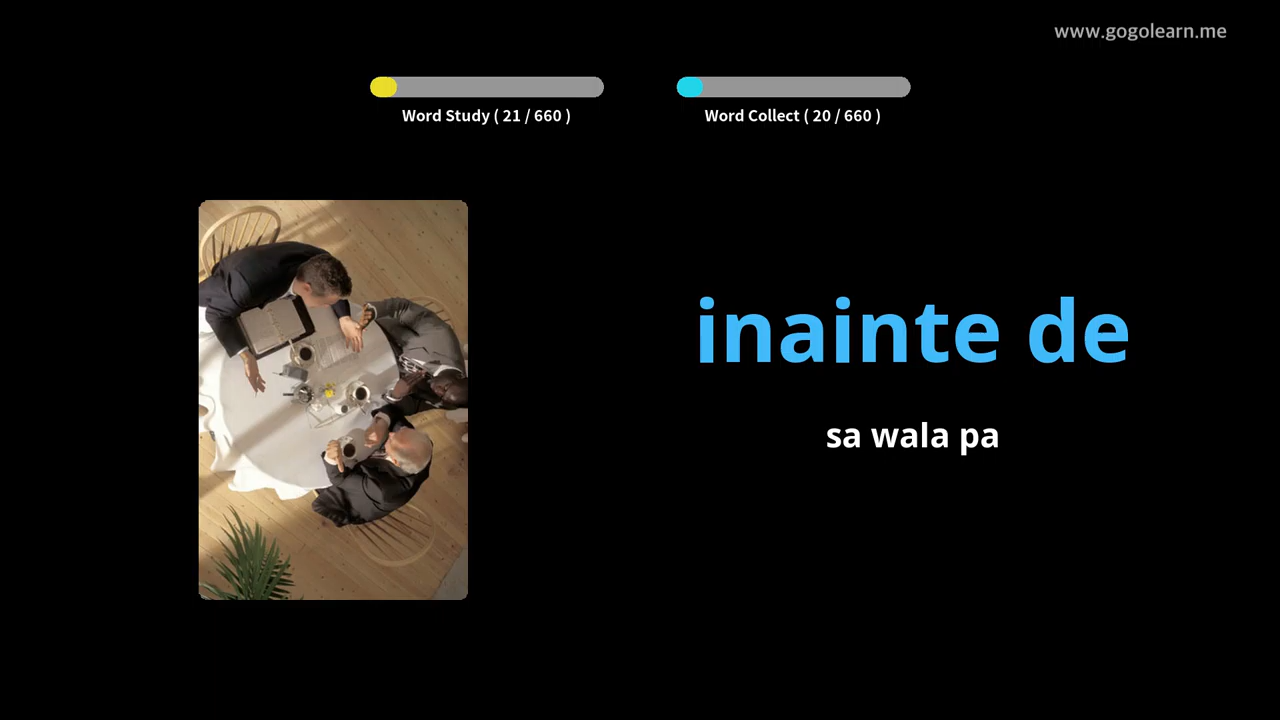 www.gogolearn.me
Word Study ( 21 / 660 )
Word Collect ( 20 / 660 )
inainte de
sa wala pa